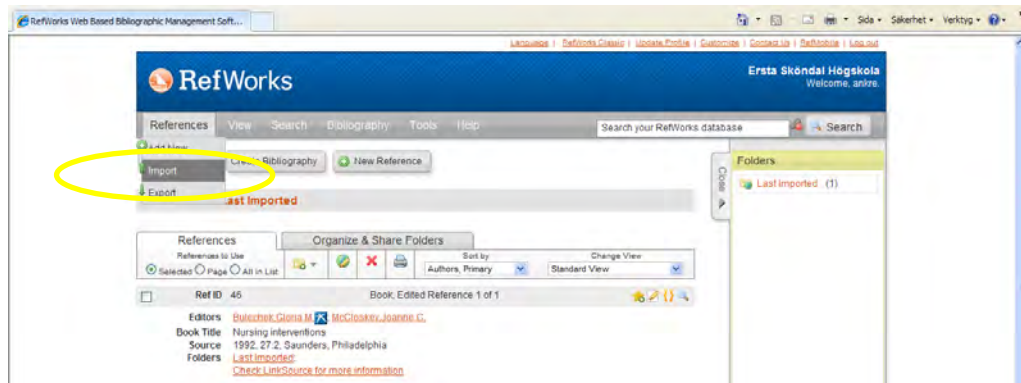 RefWorks Web Based Bibliographic Management Soft...
Sida Säkerhet Verktyg
Language | RefWorks Classic | Update Profile | Customize | Contact Us | RefMobile | Log out
RefWorks
Ersta Sköndal Högskola
Welcome, ankre.
References View Search Bibliography Tools Help
Search your RefWorks database Search
Add New
Create Bibliography New Reference
Import
Export
Last Imported
Close
Folders
Last Imported (1)
References Organize & Share Folders
References to Use Sort by Change View
Selected Page All in List Authors, Primary Standard View
Ref ID 46 Book, Edited Reference 1 of 1
Editors Bulechek,Gloria M.; McCloskey,Joanne C.
Book Title Nursing interventions
Source 1992, 27:2, Saunders, Philadelphia
Folders Last Imported;
Check LinkSource for more information